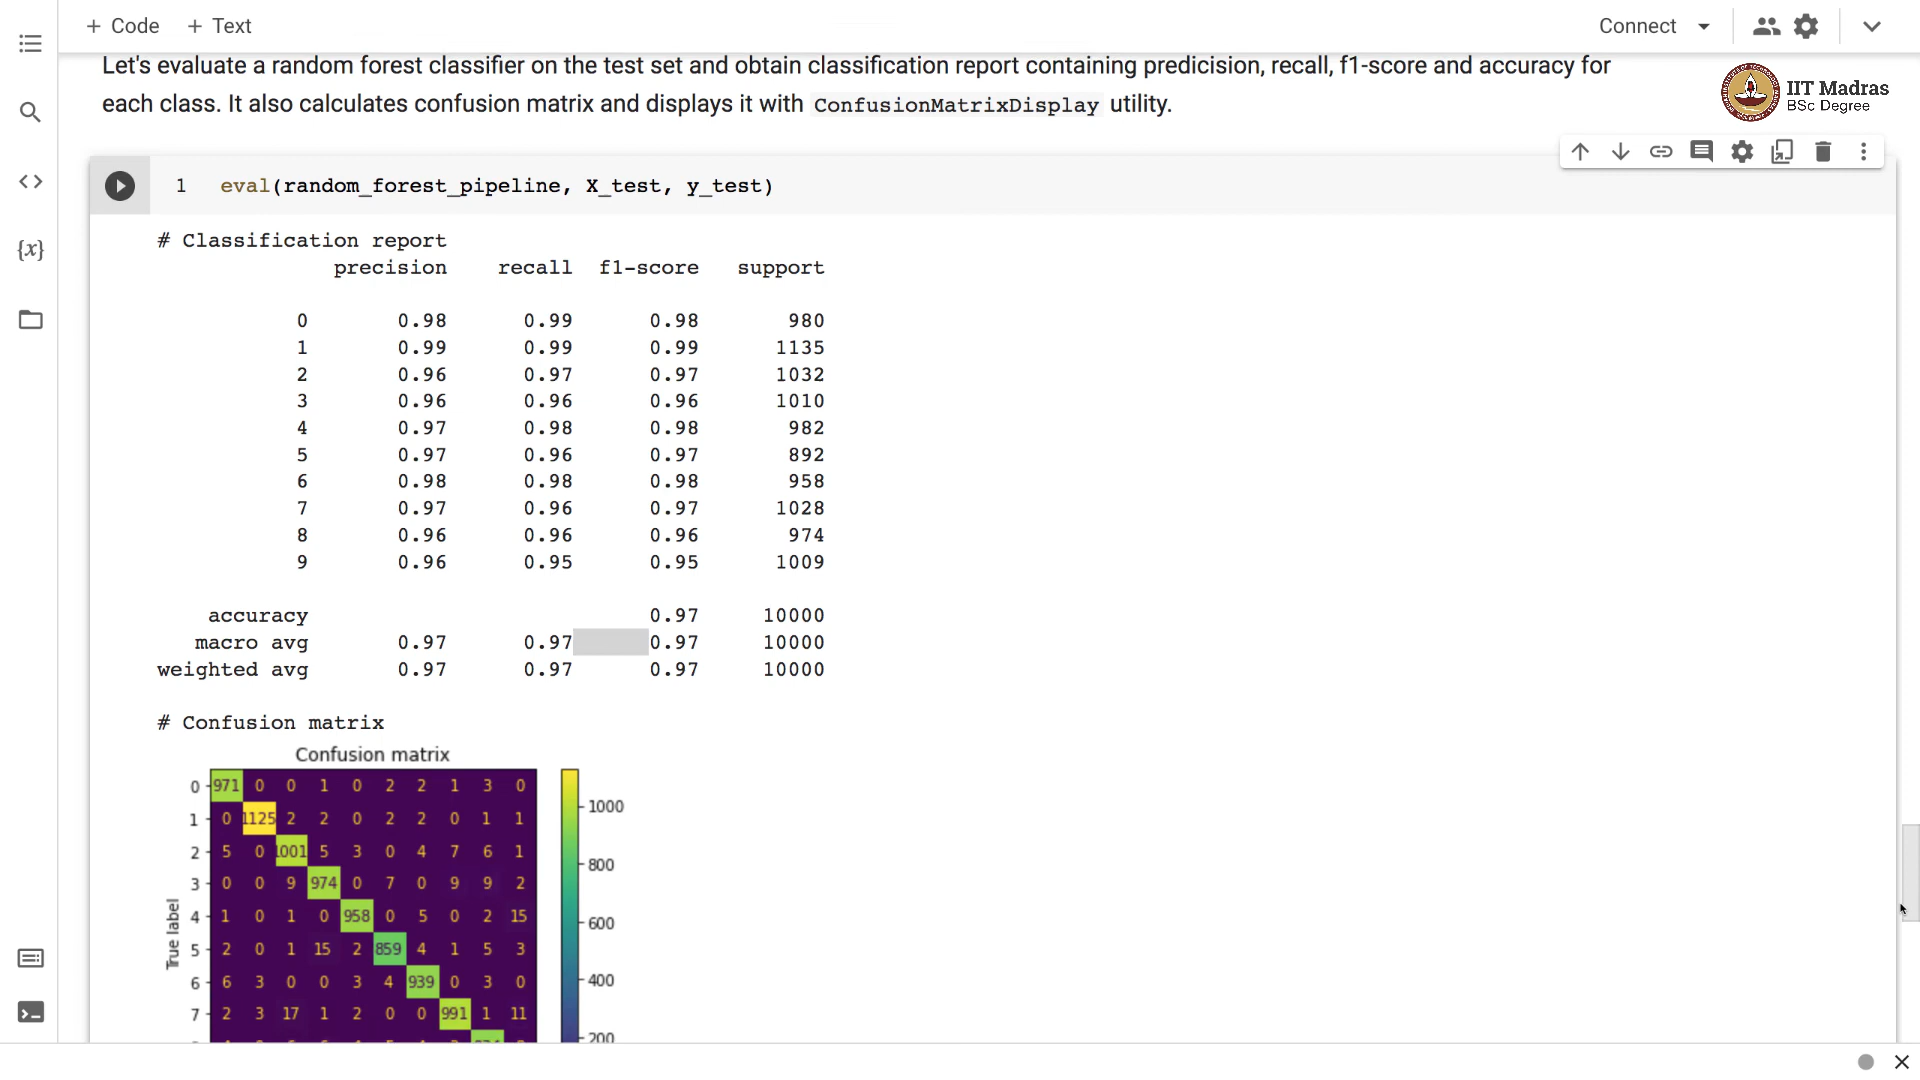 + Code + Text
Connect
Let's evaluate a random forest classifier on the test set and obtain classification report containing predicision, recall, f1-score and accuracy for
each class. It also calculates confusion matrix and displays it with ConfusionMatrixDisplay utility.
IIT Madras
BSc Degree
1 eval(random_forest_pipeline, X_test, y_test)
# Classification report
precision recall f1-score support
0 0.98 0.99 0.98 980
1 0.99 0.99 0.99 1135
2 0.96 0.97 0.97 1032
3 0.96 0.96 0.96 1010
4 0.97 0.98 0.98 982
5 0.97 0.96 0.97 892
6 0.98 0.98 0.98 958
7 0.97 0.96 0.97 1028
8 0.96 0.96 0.96 974
9 0.96 0.95 0.95 1009
accuracy 0.97 10000
macro avg 0.97 0.97 0.97 10000
weighted avg 0.97 0.97 0.97 10000
# Confusion matrix
Confusion matrix
0 971 0 0 1 0 2 2 1 3 0
1 0 1125 2 2 0 2 2 0 1 1
2 5 0 1001 5 3 0 4 7 6 1
3 0 0 9 974 0 7 0 9 9 2
4 1 0 1 0 958 0 5 0 2 15
5 2 0 1 15 2 859 4 1 5 3
6 6 3 0 0 3 4 939 0 3 0
7 2 3 17 1 2 0 0 991 1 11
True label
1000
800
600
400
200